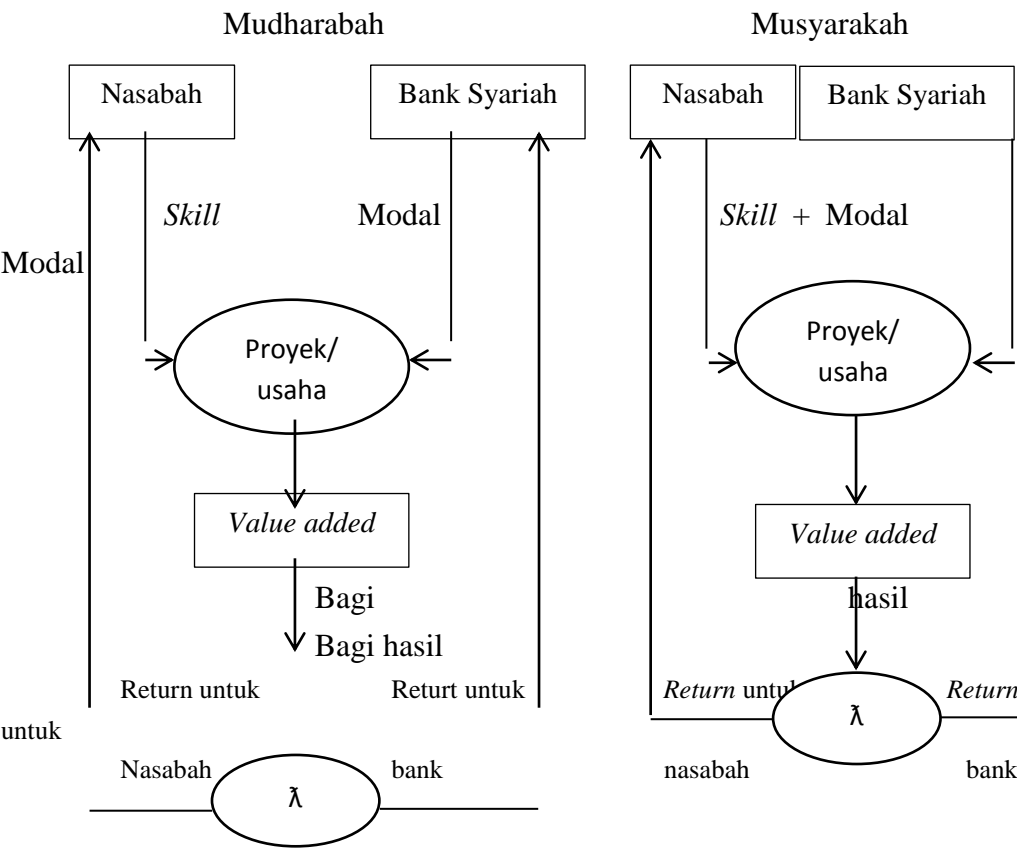 Mudharabah
Musyarakah
Nasabah
Bank Syariah
Nasabah
Bank Syariah
Skill
Modal
Skill + Modal
Modal
Proyek/
usaha
Proyek/
usaha
Value added
Value added
Bagi
hasil
Bagi hasil
Return untuk
Returt untuk
Return untuk
Return
untuk
Nasabah
bank
nasabah
bank
ƛ
ƛ